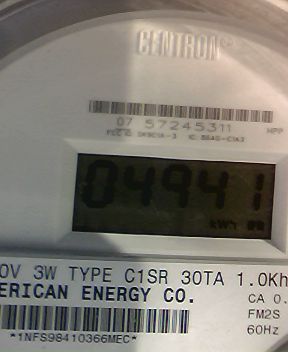 CENTRON®
07 57245311
HPP
04941
kWh
0V 3W TYPE C1SR 30TA 1.0Kh
ERICAN ENERGY CO.
CA 0.
FM2S
60Hz
*1NFS98410366MEC*